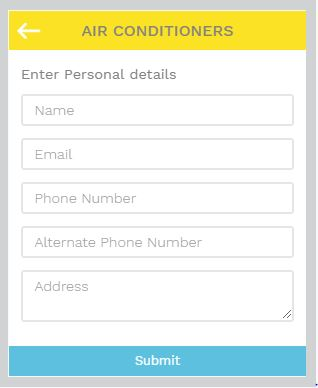 AIR CONDITIONERS
Enter Personal details
Name
Email
Phone Number
Alternate Phone Number
Address
Submit